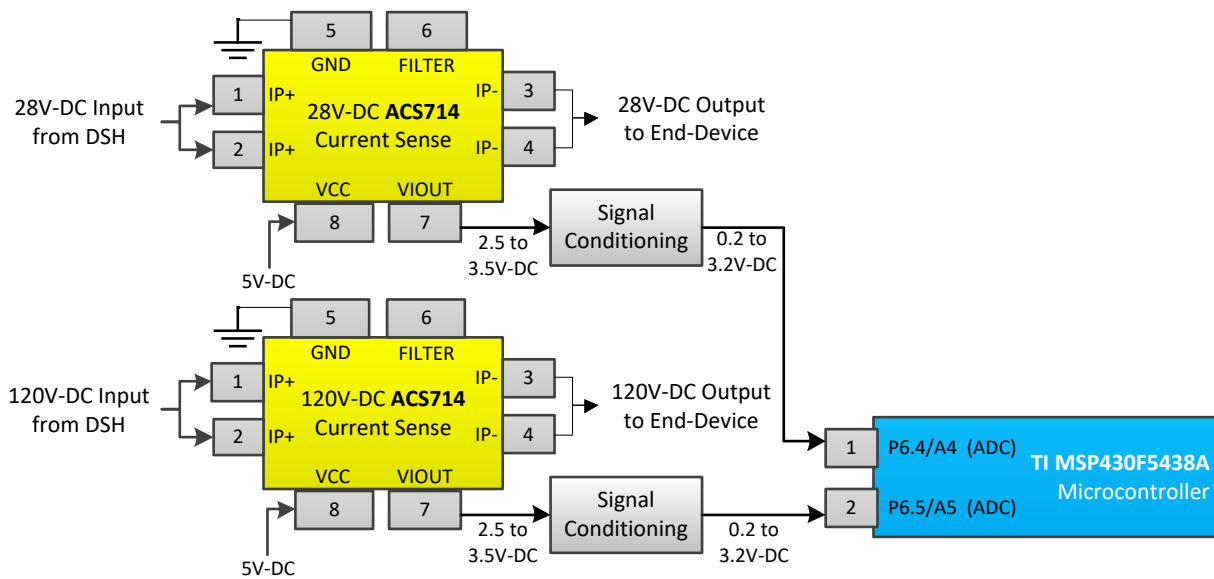 5
6
GND
FILTER
1
IP+
IP-
3
28V-DC Input
from DSH
28V-DC ACS714
Current Sense
28V-DC Output
to End-Device
2
IP+
IP-
4
VCC
VIOUT
8
7
5V-DC
2.5 to
3.5V-DC
Signal
Conditioning
0.2 to
3.2V-DC
5
6
GND
FILTER
1
IP+
IP-
3
120V-DC Input
from DSH
120V-DC ACS714
Current Sense
120V-DC Output
to End-Device
2
IP+
IP-
4
VCC
VIOUT
8
7
5V-DC
2.5 to
3.5V-DC
Signal
Conditioning
0.2 to
3.2V-DC
1
P6.4/A4 (ADC)
TI MSP430F5438A
Microcontroller
2
P6.5/A5 (ADC)